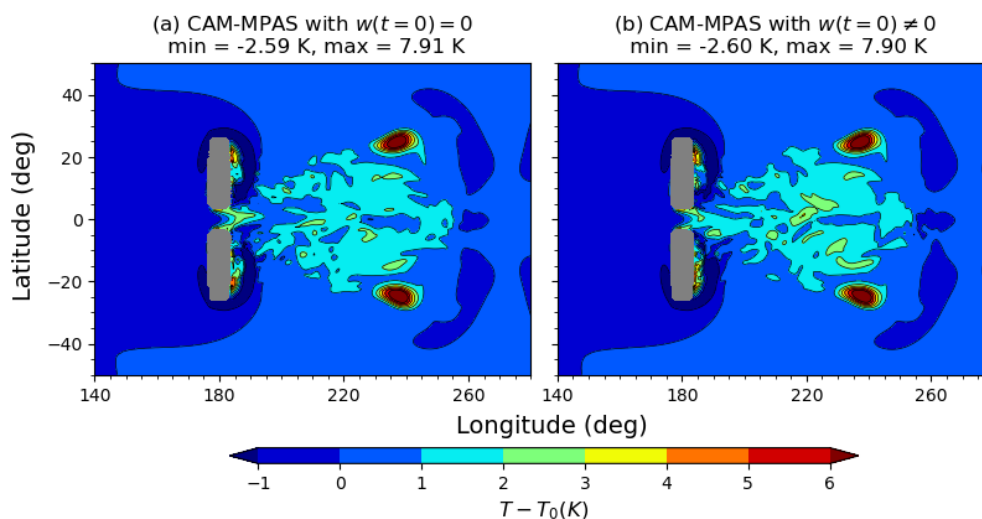 (a) CAM-MPAS with w(t=0)=0
min = -2.59 K, max = 7.91 K
(b) CAM-MPAS with w(t=0)≠0
min = -2.60 K, max = 7.90 K
Latitude (deg)
40
20
0
−20
−40
140 180 220 260
140 180 220 260
Longitude (deg)
−1 0 1 2 3 4 5 6
T − T₀(K)